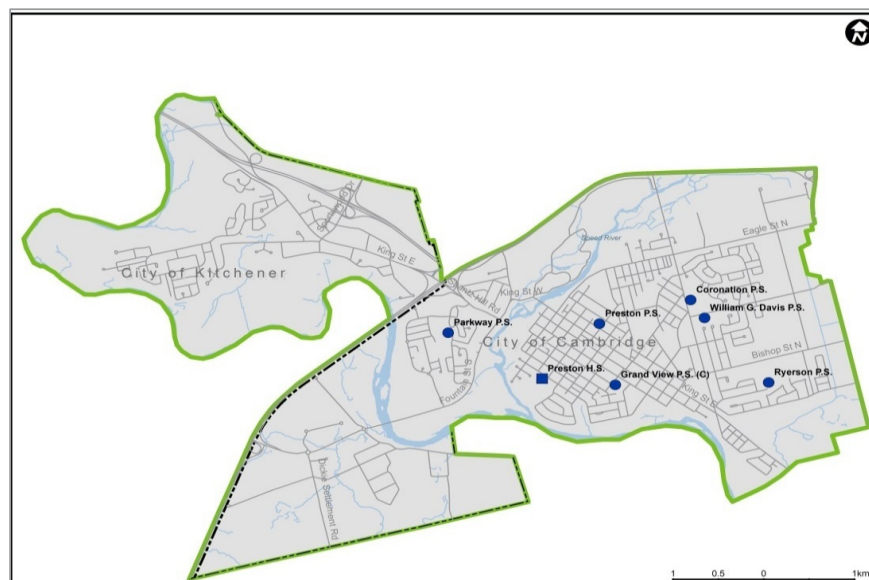 N
Speed River
Eagle St N
King St E
City of Kitchener
Coronation P.S.
King St W
William G. Davis P.S.
Preston P.S.
Parkway P.S.
City of Cambridge
Bishop St N
Preston H.S.
Fountain St S
Grand View P.S. (C)
Ryerson P.S.
King St E
Dickie Settlement Rd
1 0.5 0 1km